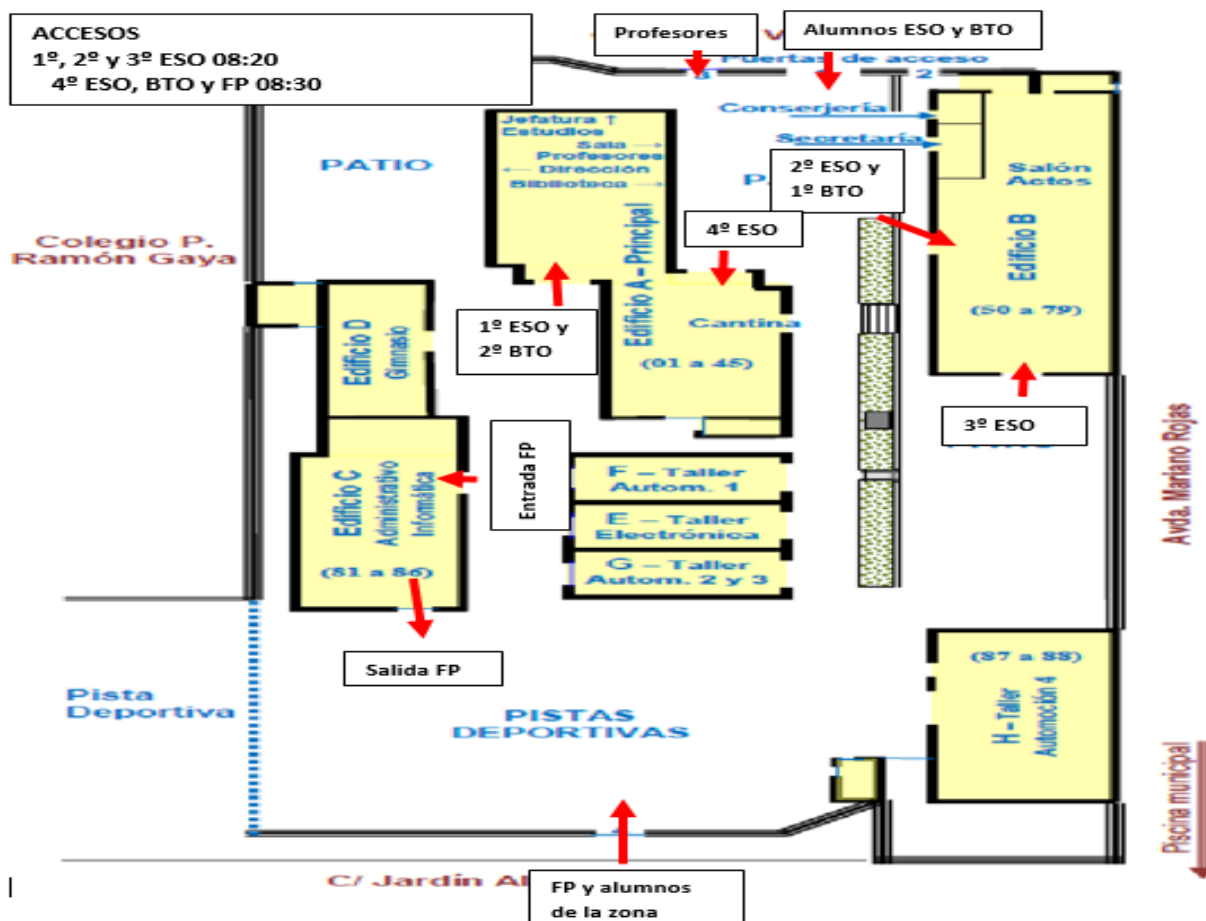 ACCESOS
1º, 2º y 3º ESO 08:20
4º ESO, BTO y FP 08:30
Profesores
Alumnos ESO y BTO
V
Puertas de acceso
3
2
Conserjería
Secretaría
Jefatura ↑
Estudios
Sala →
Profesores
← Dirección
Biblioteca →
PATIO
P
2º ESO y
1º BTO
Salón
Actos
Edificio B
(50 a 79)
4º ESO
Colegio P.
Ramón Gaya
Edificio A – Principal
Cantina
(01 a 45)
1º ESO y
2º BTO
Edificio D
Gimnasio
3º ESO
Avda. Mariano Rojas
Entrada FP
Edificio C
Administrativo
Informática
(81 a 86)
F – Taller
Autom. 1
E – Taller
Electrónica
G – Taller
Autom. 2 y 3
Salida FP
(87 a 88)
H – Taller
Automoción 4
Pista
Deportiva
PISTAS
DEPORTIVAS
Piscina municipal
C/ Jardín Al
FP y alumnos
de la zona